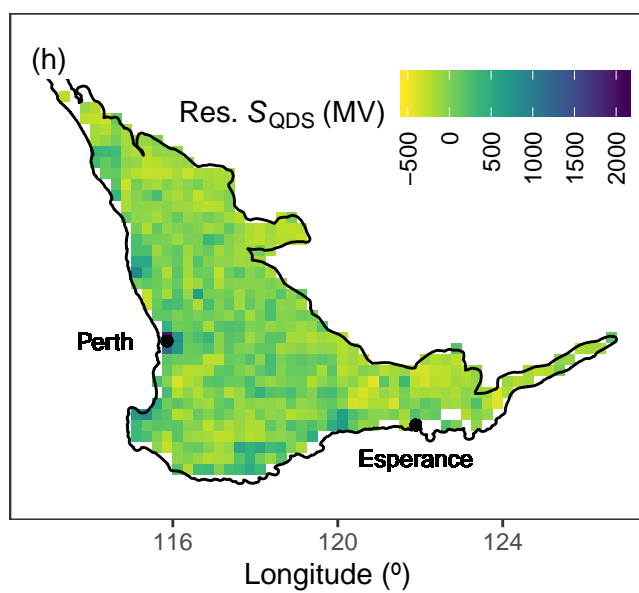 (h)
Res. S_QDS (MV)
−500 0 500 1000 1500 2000
Perth
Esperance
116 120 124
Longitude (º)